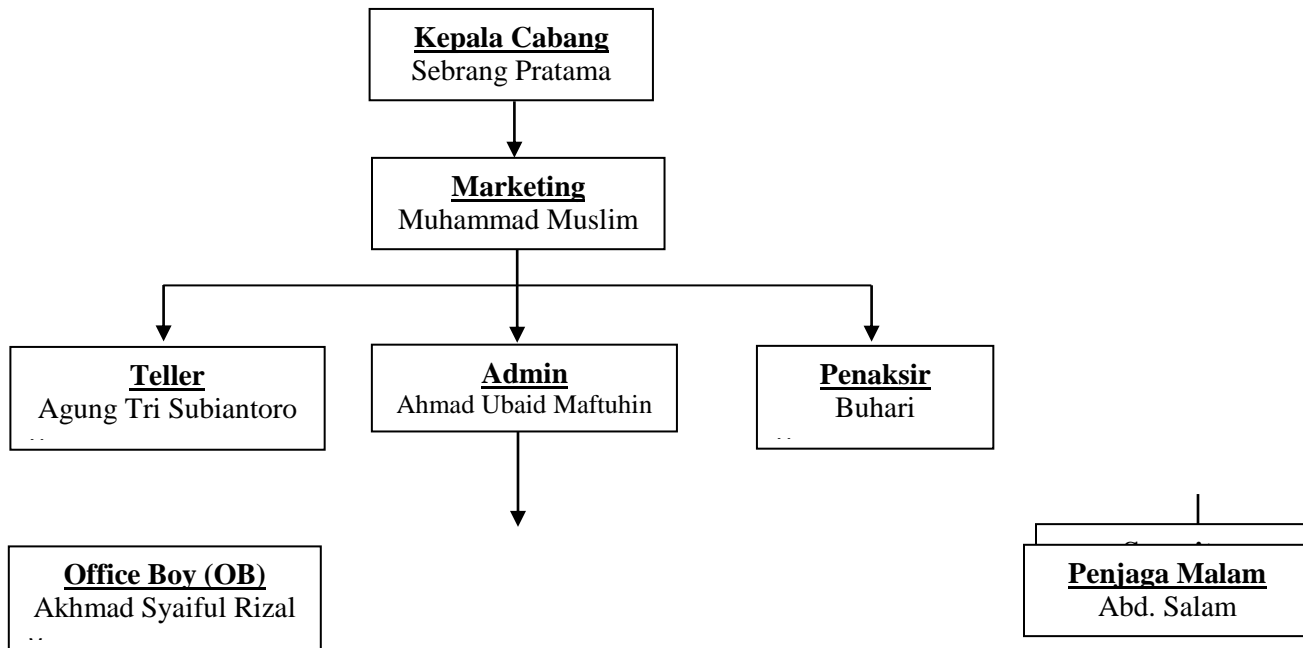 Kepala Cabang
Sebrang Pratama
Marketing
Muhammad Muslim
Teller
Agung Tri Subiantoro
Admin
Ahmad Ubaid Maftuhin
Penaksir
Buhari
Office Boy (OB)
Akhmad Syaiful Rizal
Penjaga Malam
Abd. Salam